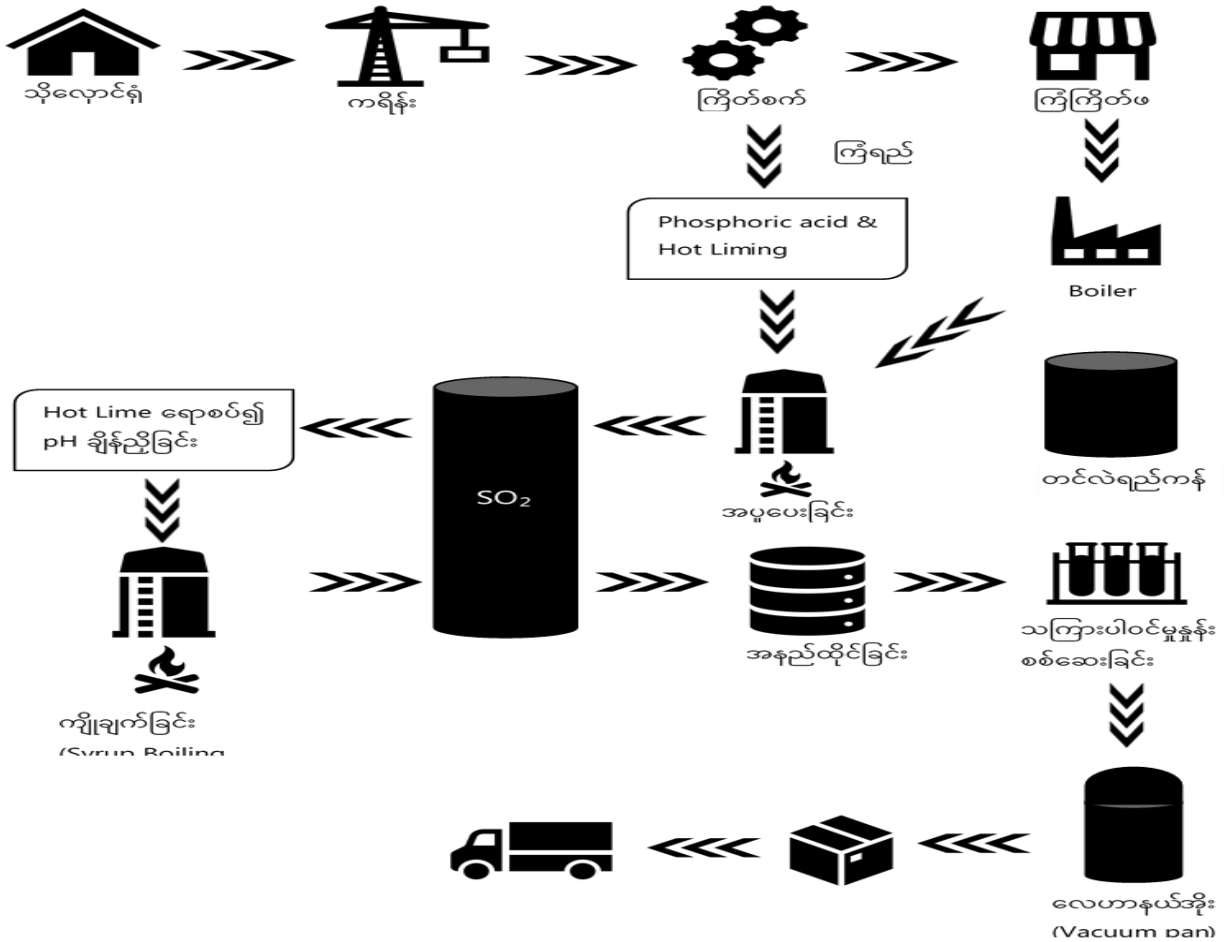 သိုလှောင်ရုံ
ကရိန်း
ကြိတ်စက်
ကြံကြိတ်ဖ
ကြံရည်
Phosphoric acid &
Hot Liming
Boiler
Hot Lime ရောစပ်၍
pH ချိန်ညှိခြင်း
SO₂
အပူပေးခြင်း
တင်လဲရည်ကန်
အနည်ထိုင်ခြင်း
သကြားပါဝင်မှုနှုန်း
စစ်ဆေးခြင်း
ကျိုချက်ခြင်း
(Syrup Boiling
လေဟာနယ်အိုး
(Vacuum pan)